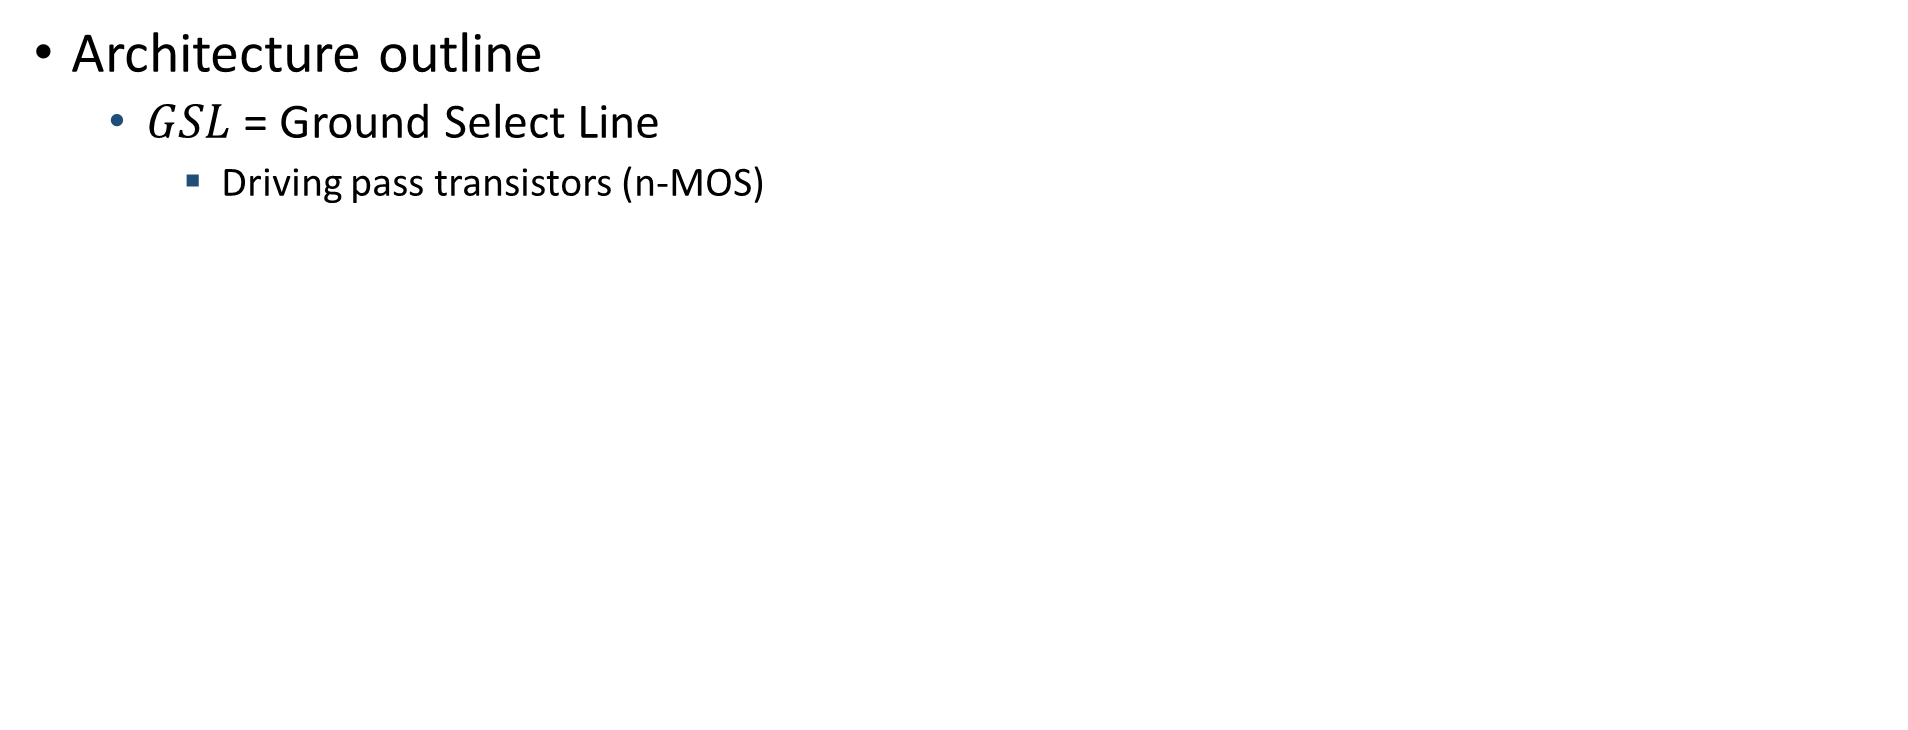 • Architecture outline
• GSL = Ground Select Line
▪ Driving pass transistors (n-MOS)